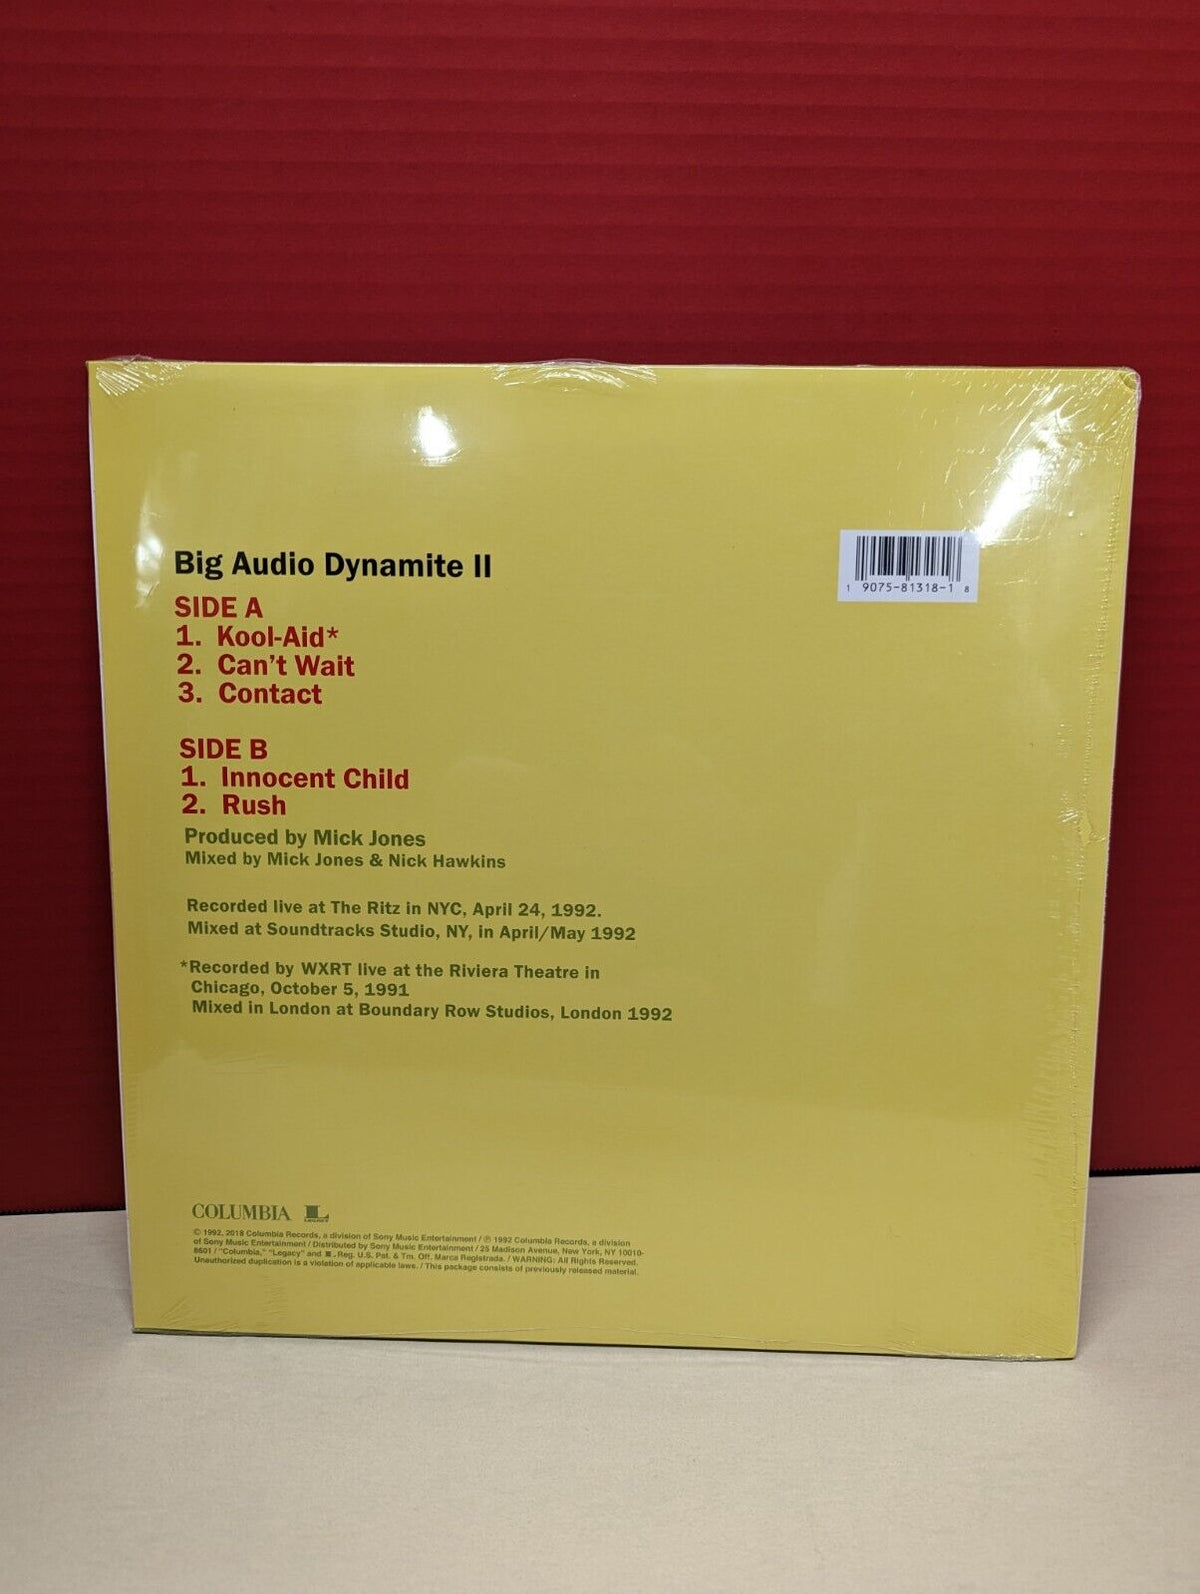 Big Audio Dynamite II
1 9075-81318-1 8
SIDE A
1. Kool-Aid*
2. Can't Wait
3. Contact
SIDE B
1. Innocent Child
2. Rush
Produced by Mick Jones
Mixed by Mick Jones & Nick Hawkins
Recorded live at The Ritz in NYC, April 24, 1992.
Mixed at Soundtracks Studio, NY, in April/May 1992
*Recorded by WXRT live at the Riviera Theatre in
Chicago, October 5, 1991
Mixed in London at Boundary Row Studios, London 1992
COLUMBIA L
LEGACY
© 1992, 2018 Columbia Records, a division of Sony Music Entertainment / ℗ 1992 Columbia Records, a division
of Sony Music Entertainment / Distributed by Sony Music Entertainment / 25 Madison Avenue, New York, NY 10010-
8601 / "Columbia," "Legacy" and L Reg. U.S. Pat. & Tm. Off. Marca Registrada. / WARNING: All Rights Reserved.
Unauthorized duplication is a violation of applicable laws. / This package consists of previously released material.